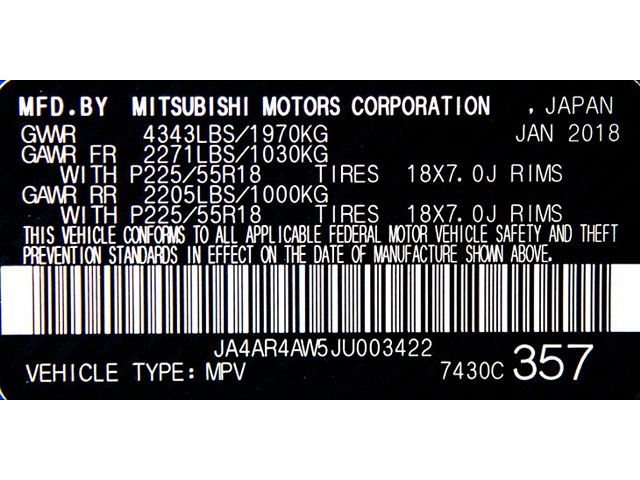 MFD.BY MITSUBISHI MOTORS CORPORATION , JAPAN
GVWR 4343LBS/1970KG JAN 2018
GAWR FR 2271LBS/1030KG
WITH P225/55R18 TIRES 18X7.0J RIMS
GAWR RR 2205LBS/1000KG
WITH P225/55R18 TIRES 18X7.0J RIMS
THIS VEHICLE CONFORMS TO ALL APPLICABLE FEDERAL MOTOR VEHICLE SAFETY AND THEFT
PREVENTION STANDARDS IN EFFECT ON THE DATE OF MANUFACTURE SHOWN ABOVE.
JA4AR4AW5JU003422
VEHICLE TYPE: MPV 7430C 357